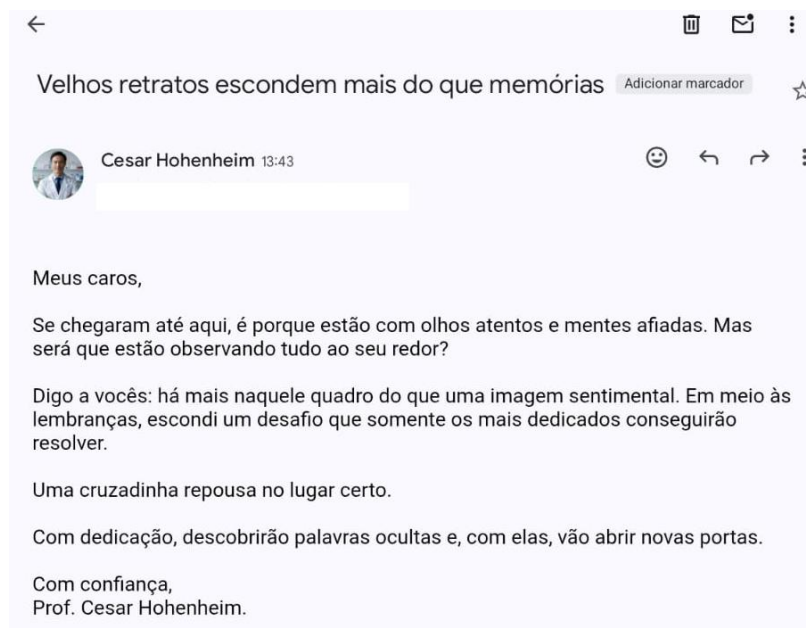 Velhos retratos escondem mais do que memórias Adicionar marcador
Cesar Hohenheim 13:43
Meus caros,
Se chegaram até aqui, é porque estão com olhos atentos e mentes afiadas. Mas
será que estão observando tudo ao seu redor?
Digo a vocês: há mais naquele quadro do que uma imagem sentimental. Em meio às
lembranças, escondi um desafio que somente os mais dedicados conseguirão
resolver.
Uma cruzadinha repousa no lugar certo.
Com dedicação, descobrirão palavras ocultas e, com elas, vão abrir novas portas.
Com confiança,
Prof. Cesar Hohenheim.